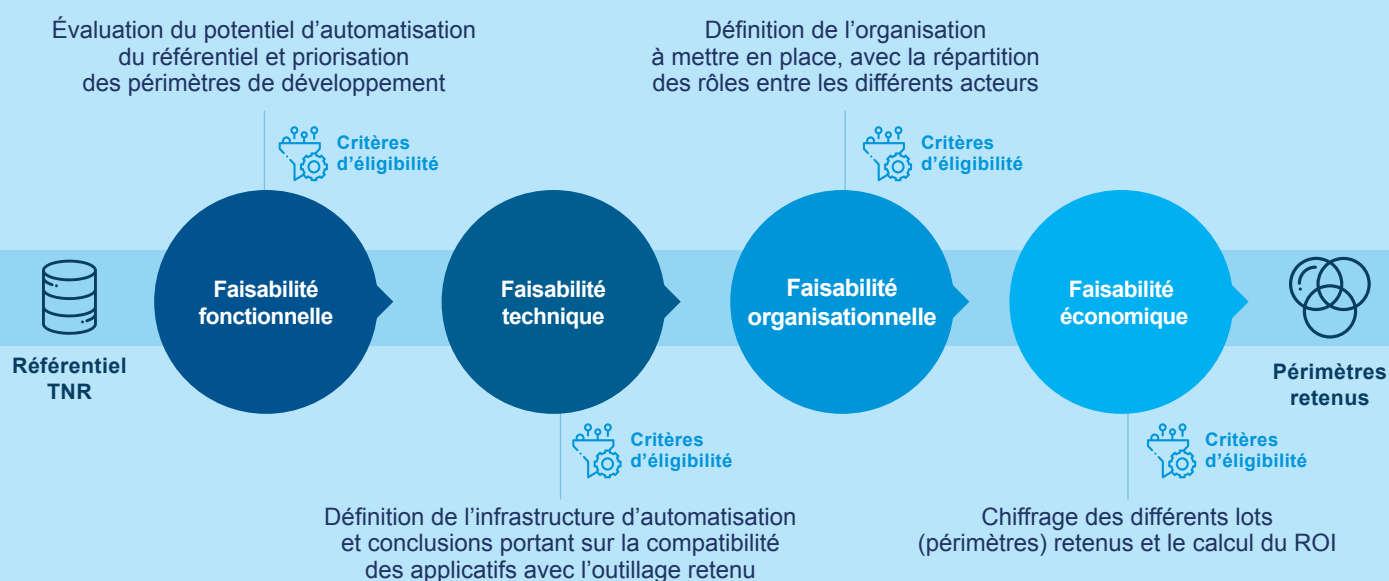 Évaluation du potentiel d’automatisation
du référentiel et priorisation
des périmètres de développement
Définition de l’organisation
à mettre en place, avec la répartition
des rôles entre les différents acteurs
Critères
d’éligibilité
Critères
d’éligibilité
Référentiel
TNR
Faisabilité
fonctionnelle
Faisabilité
technique
Faisabilité
organisationnelle
Faisabilité
économique
Périmètres
retenus
Critères
d’éligibilité
Critères
d’éligibilité
Définition de l’infrastructure d’automatisation
et conclusions portant sur la compatibilité
des applicatifs avec l’outillage retenu
Chiffrage des différents lots
(périmètres) retenus et le calcul du ROI